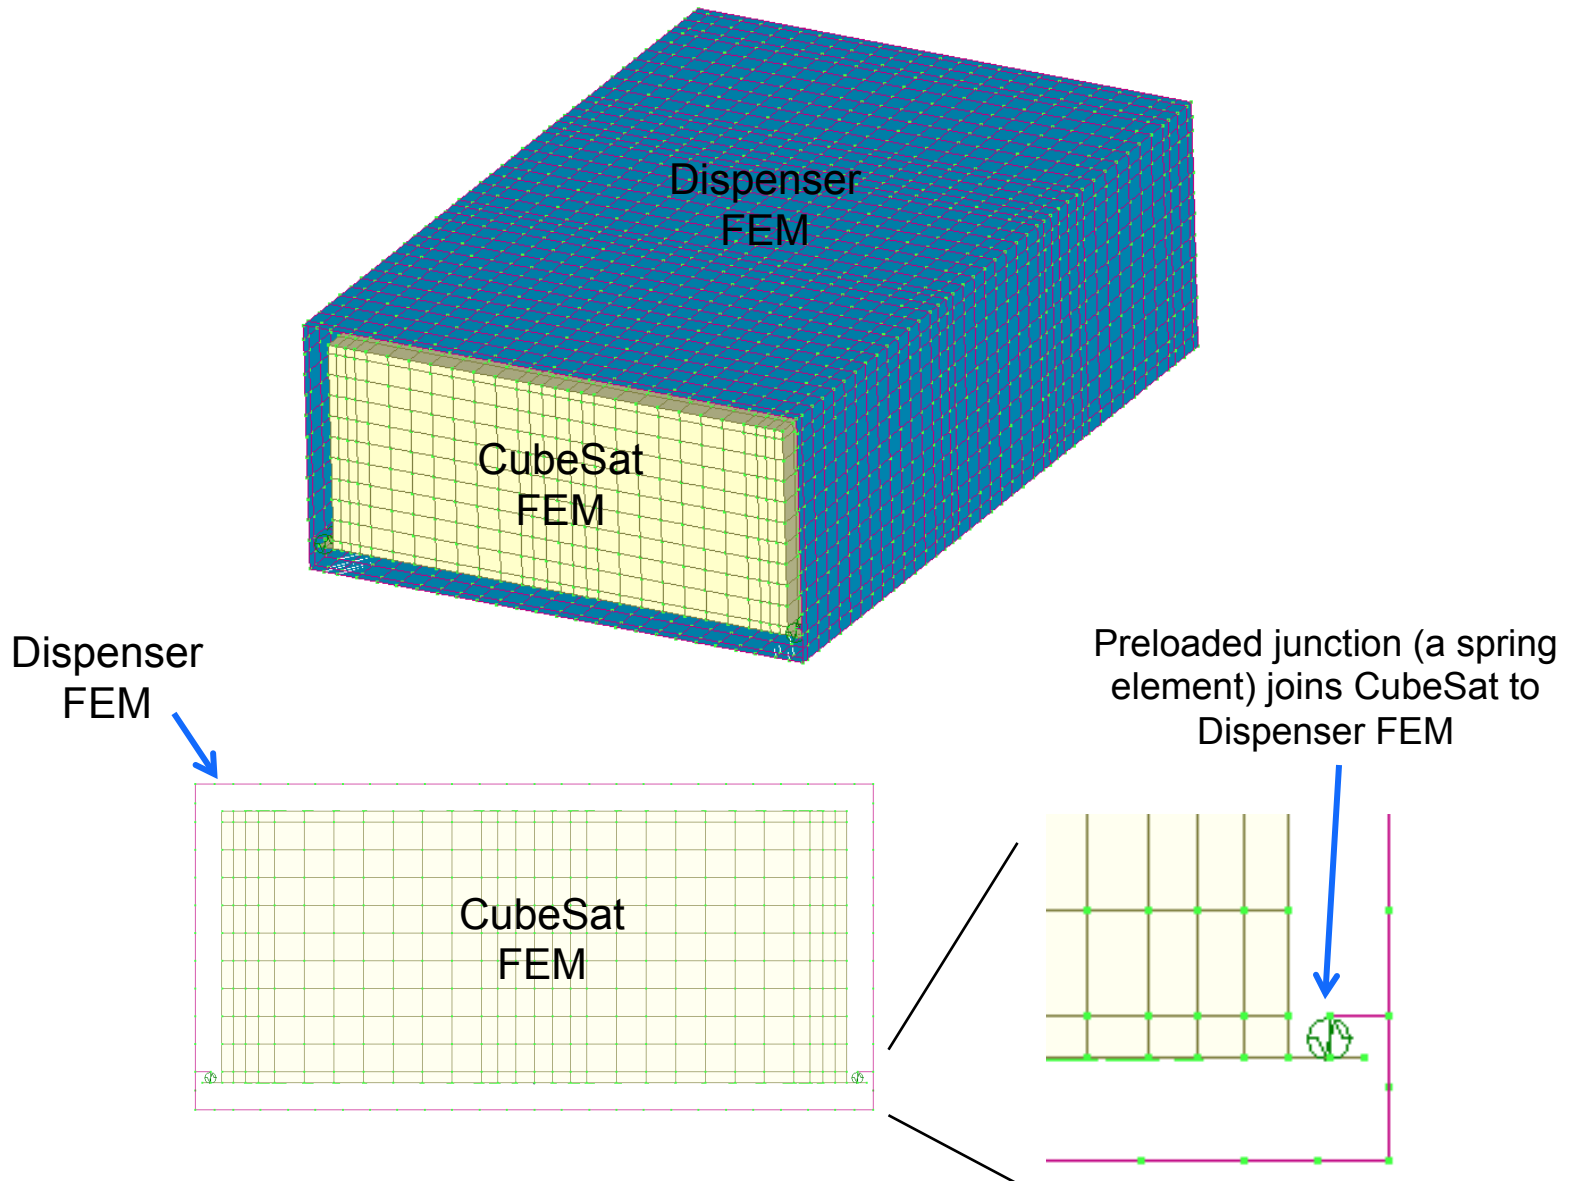 Dispenser
FEM
CubeSat
FEM
Dispenser
FEM
Preloaded junction (a spring
element) joins CubeSat to
Dispenser FEM
CubeSat
FEM